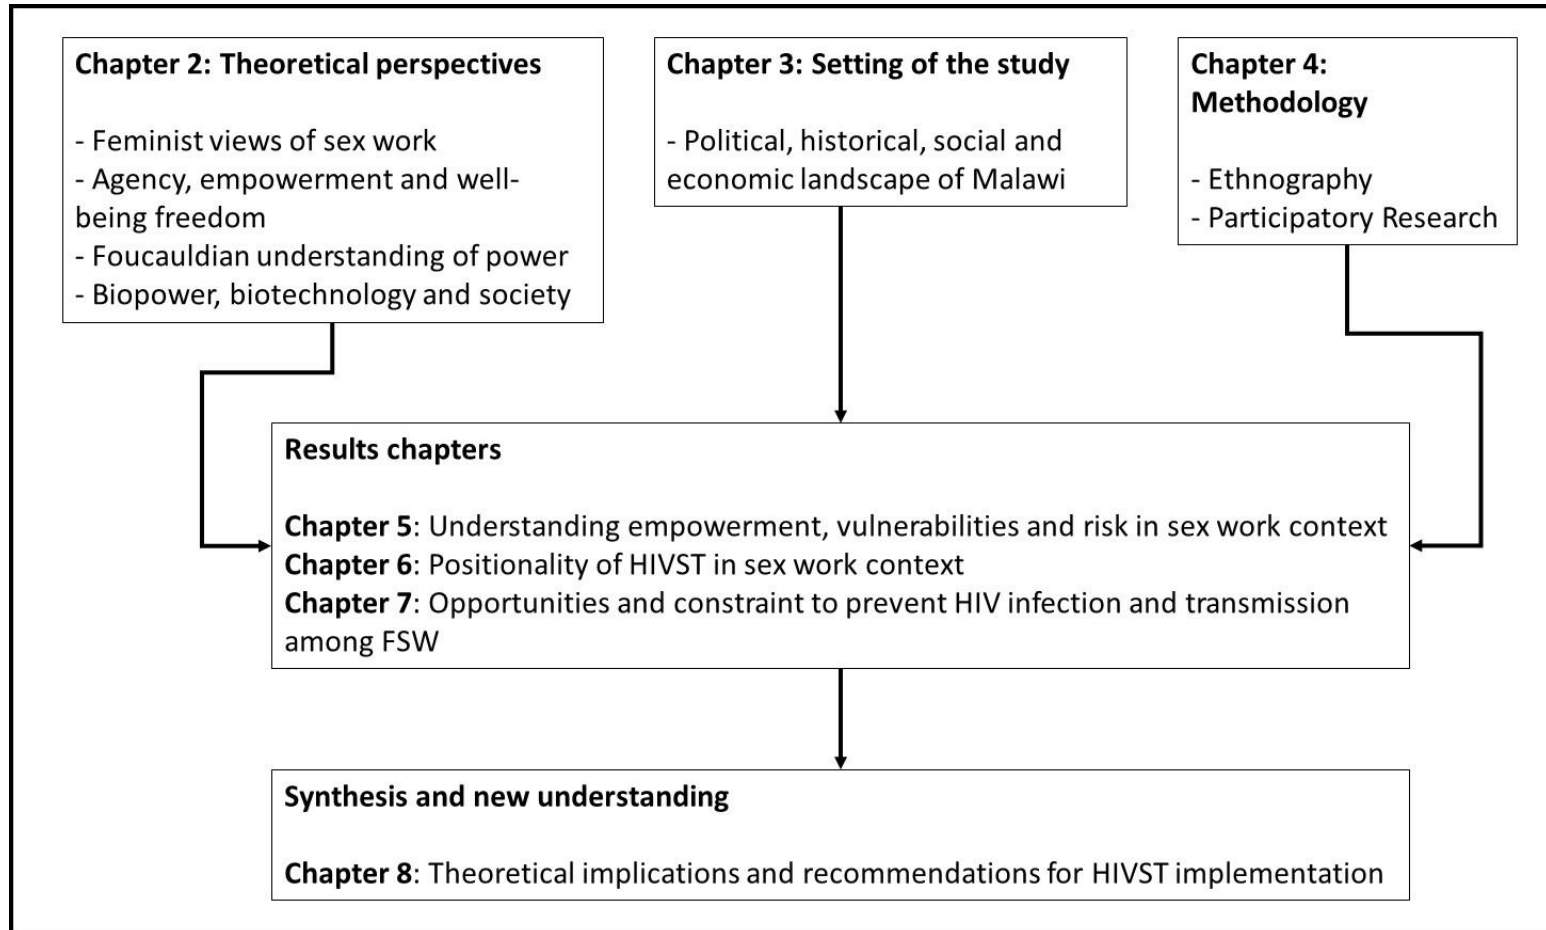 Chapter 2: Theoretical perspectives
- Feminist views of sex work
- Agency, empowerment and well-
being freedom
- Foucauldian understanding of power
- Biopower, biotechnology and society
Chapter 3: Setting of the study
- Political, historical, social and
economic landscape of Malawi
Chapter 4:
Methodology
- Ethnography
- Participatory Research
Results chapters
Chapter 5: Understanding empowerment, vulnerabilities and risk in sex work context
Chapter 6: Positionality of HIVST in sex work context
Chapter 7: Opportunities and constraint to prevent HIV infection and transmission
among FSW
Synthesis and new understanding
Chapter 8: Theoretical implications and recommendations for HIVST implementation